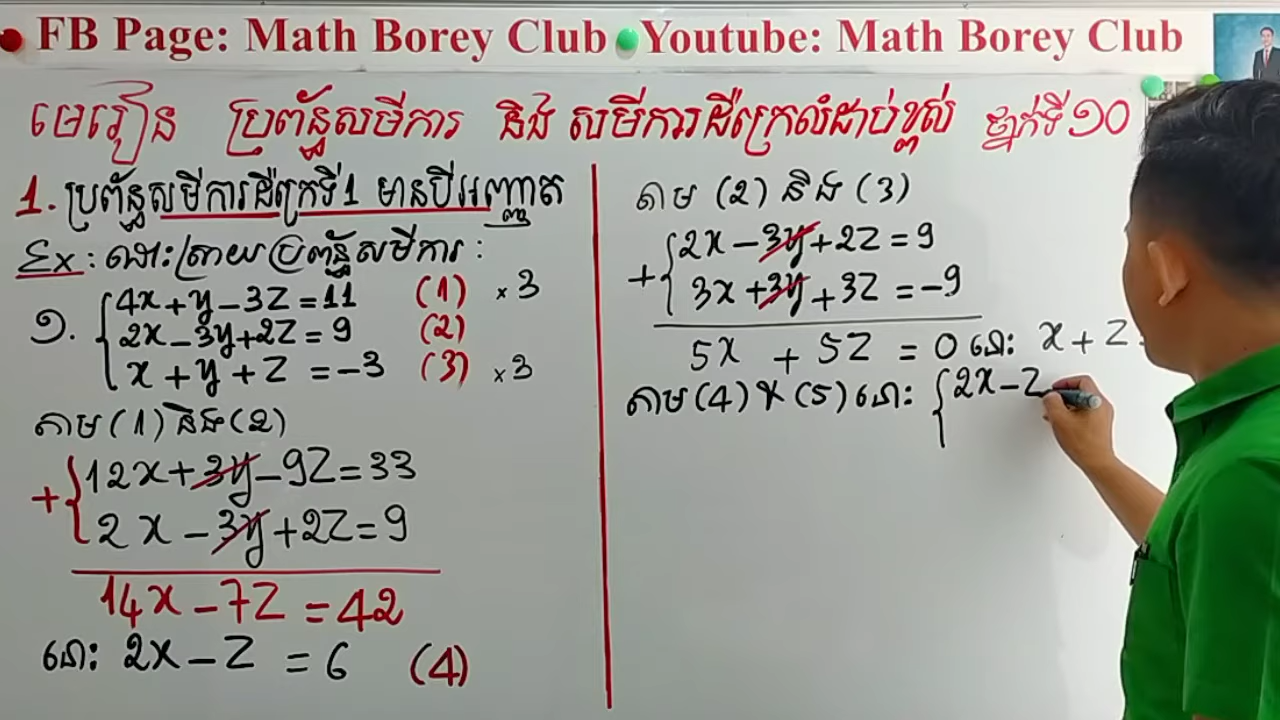 FB Page: Math Borey Club Youtube: Math Borey Club
មេរៀន ប្រព័ន្ធសមីការ និង សមីការដឺក្រេលំដាប់ខ្ពស់ ថ្នាក់ទី១០
1. ប្រព័ន្ធសមីការដឺក្រេទី1 មានបីអញ្ញាត
Ex: ដោះស្រាយប្រព័ន្ធសមីការ :
១. 4x+y-3z=11 (1) ×3
2x-3y+2z=9 (2)
x+y+z=-3 (3) ×3
តាម (1) និង (2)
+ 12x+3y-9z=33
2x-3y+2z=9
14x-7z=42
នោះ 2x-z=6 (4)
តាម (2) និង (3)
+ 2x-3y+2z=9
3x+3y+3z=-9
5x+5z=0 នោះ x+z
តាម (4) & (5) នោះ { 2x-z